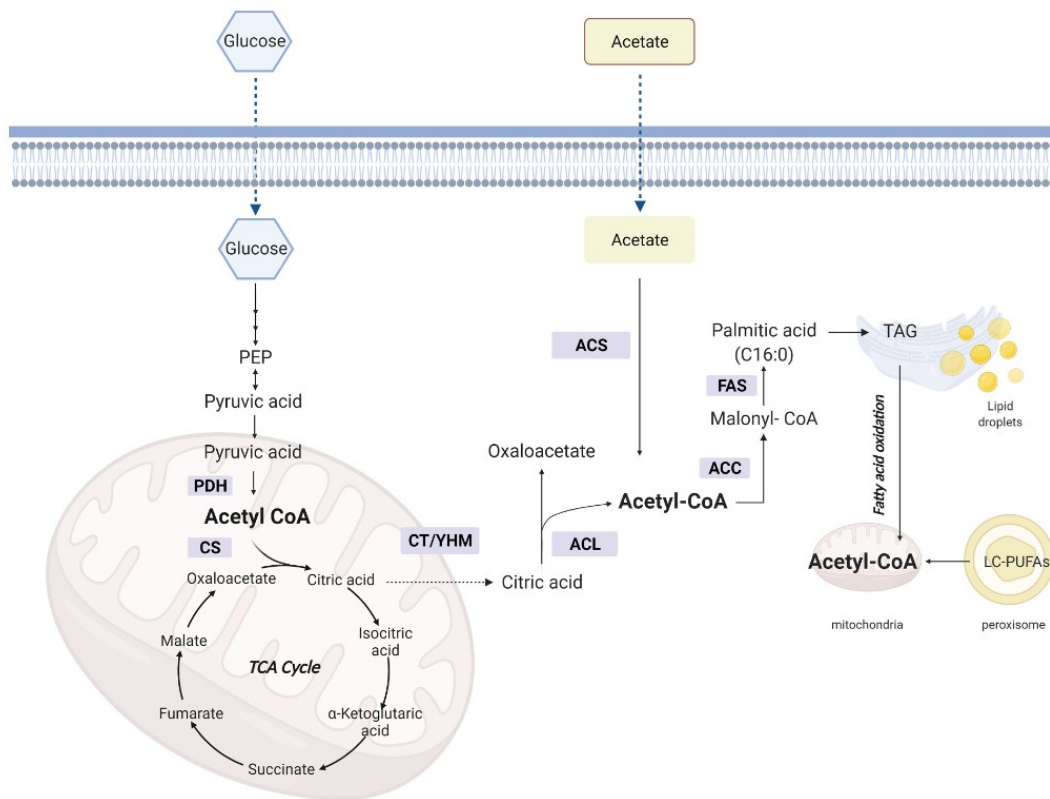 Glucose
Acetate
Glucose
Acetate
PEP
Pyruvic acid
Pyruvic acid
PDH
Acetyl CoA
CS
Oxaloacetate
Citric acid
Isocitric
acid
α-Ketoglutaric
acid
Succinate
Fumarate
Malate
TCA Cycle
CT/YHM
Citric acid
ACL
Oxaloacetate
ACS
Acetyl-CoA
ACC
Malonyl- CoA
FAS
Palmitic acid
(C16:0)
TAG
Lipid
droplets
Fatty acid oxidation
Acetyl-CoA
mitochondria
LC-PUFAs
peroxisome